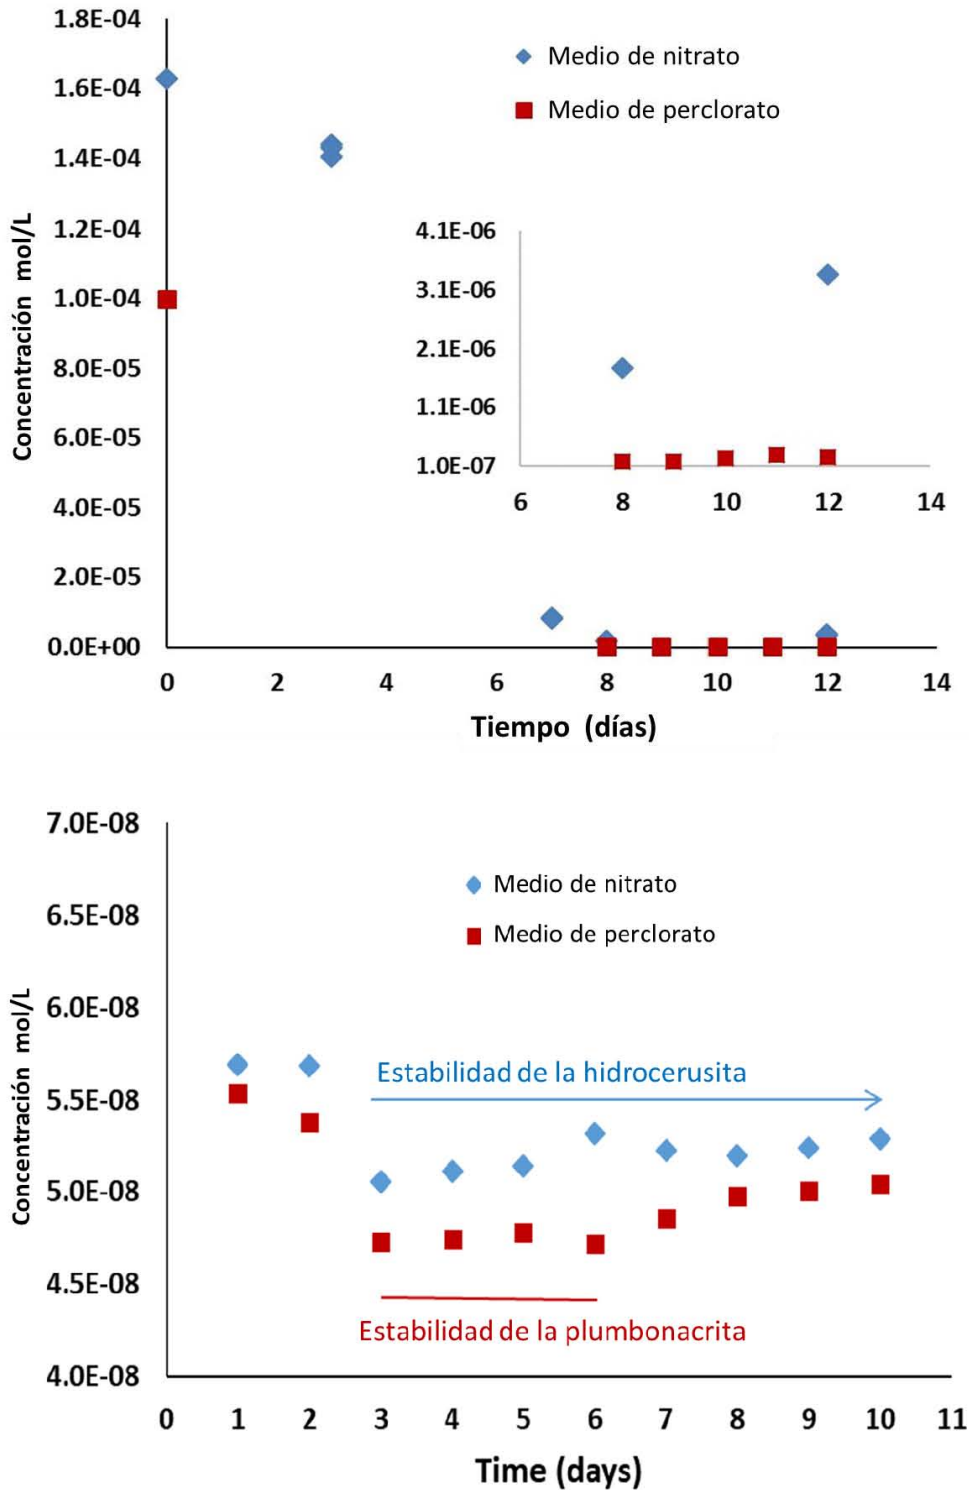 1.8E-04
1.6E-04
1.4E-04
1.2E-04
1.0E-04
8.0E-05
6.0E-05
4.0E-05
2.0E-05
0.0E+00
Concentración mol/L
Medio de nitrato
Medio de perclorato
4.1E-06
3.1E-06
2.1E-06
1.1E-06
1.0E-07
6 8 10 12 14
0 2 4 6 8 10 12 14
Tiempo (días)
7.0E-08
6.5E-08
6.0E-08
5.5E-08
5.0E-08
4.5E-08
4.0E-08
Concentración mol/L
Medio de nitrato
Medio de perclorato
Estabilidad de la hidrocerusita
Estabilidad de la plumbonacrita
0 1 2 3 4 5 6 7 8 9 10 11
Time (days)